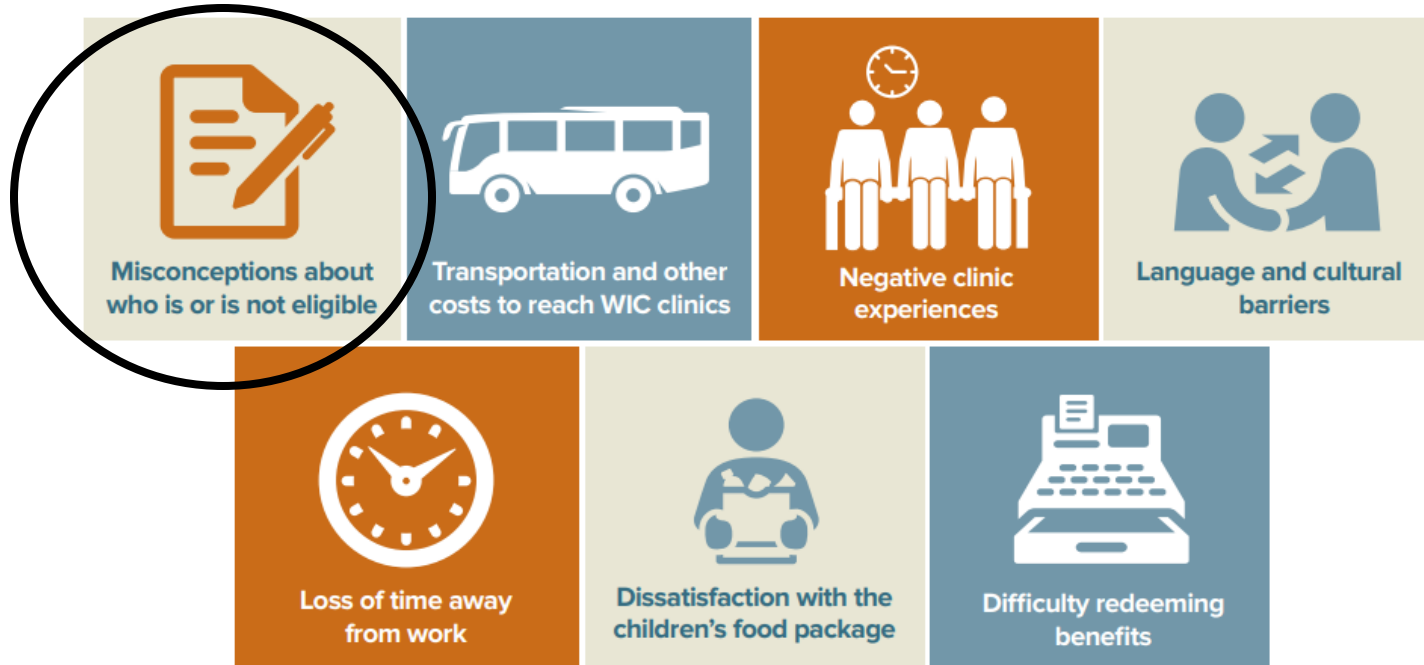 Misconceptions about
who is or is not eligible
Transportation and other
costs to reach WIC clinics
Negative clinic
experiences
Language and cultural
barriers
Loss of time away
from work
Dissatisfaction with the
children's food package
Difficulty redeeming
benefits